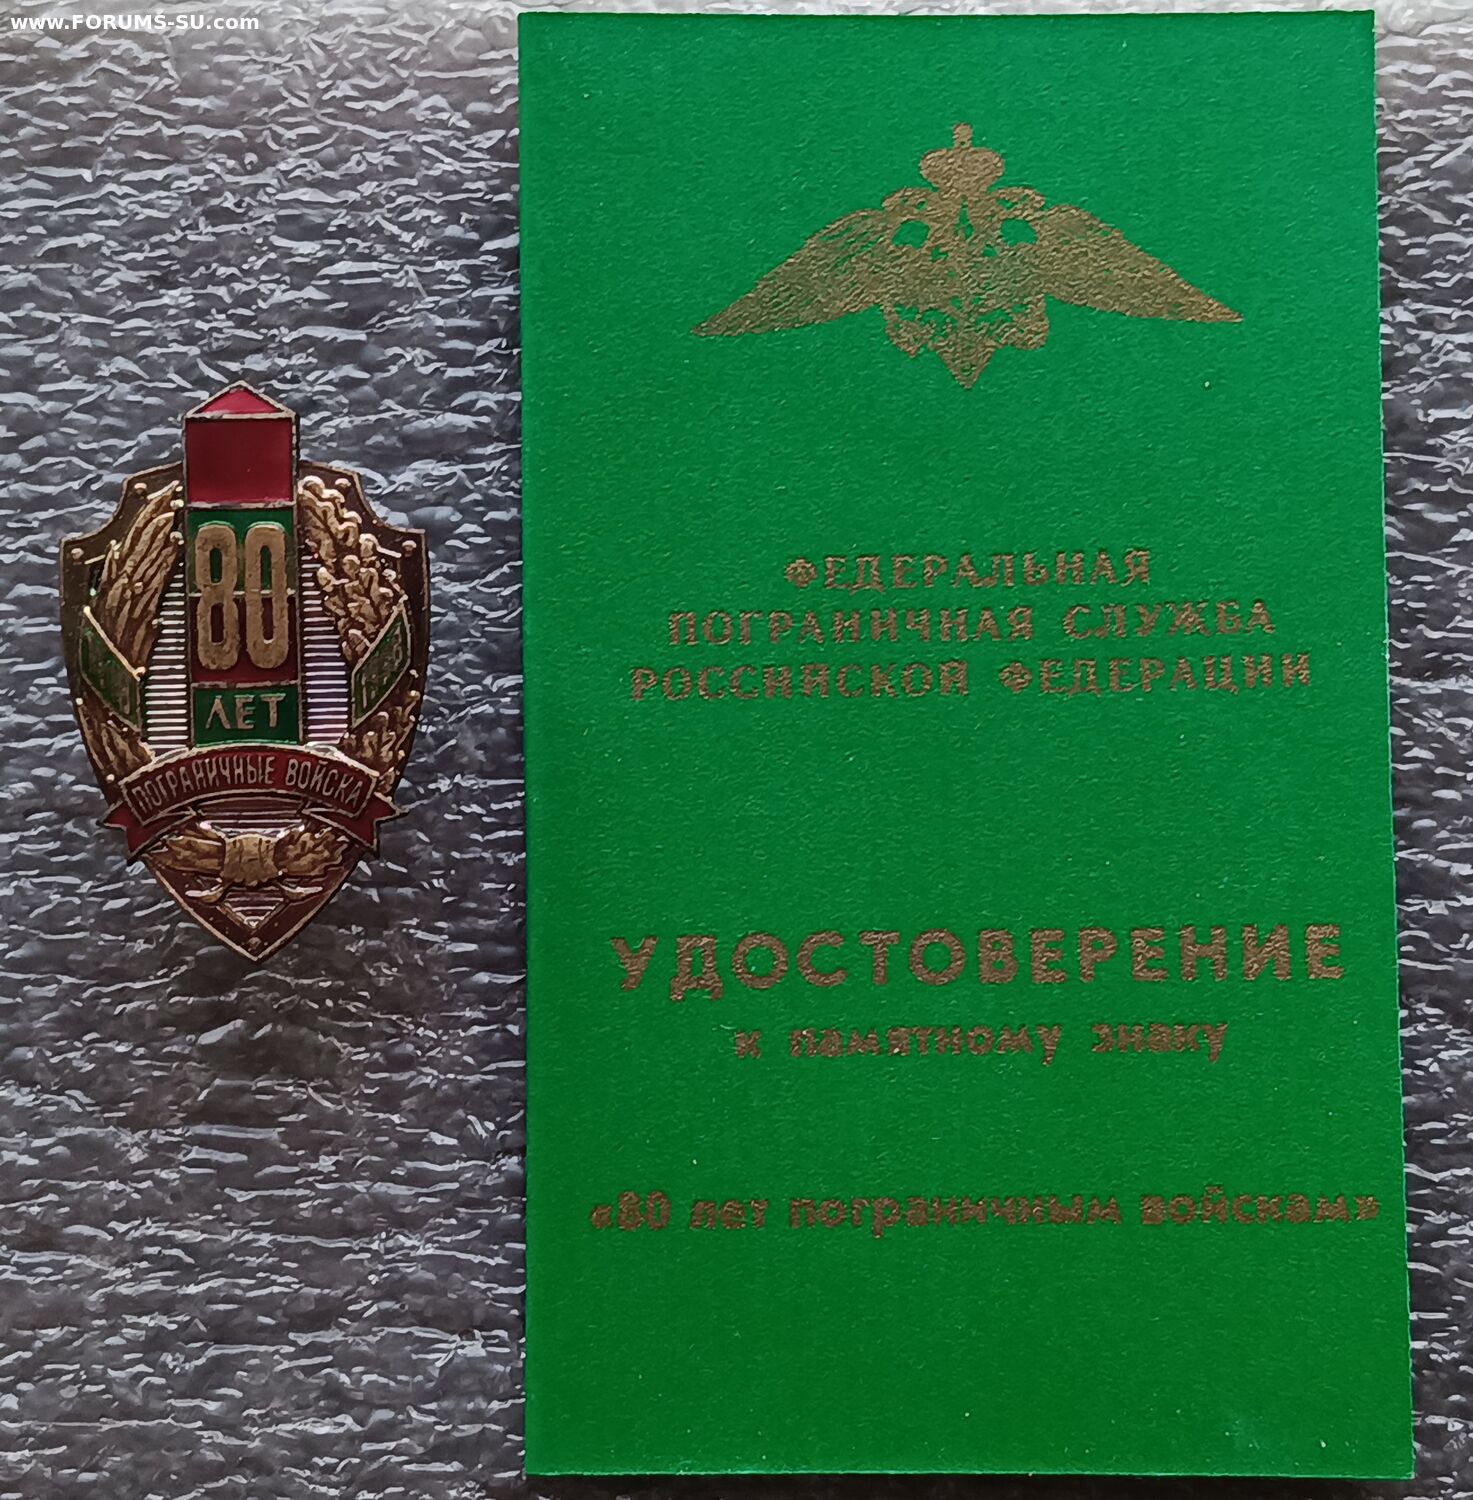 www.FORUMS-SU.com
80
ЛЕТ
1998
ПОГРАНИЧНЫЕ ВОЙСКА
ФЕДЕРАЛЬНАЯ
ПОГРАНИЧНАЯ СЛУЖБА
РОССИЙСКОЙ ФЕДЕРАЦИИ
УДОСТОВЕРЕНИЕ
к памятному знаку
«80 лет пограничным войскам»